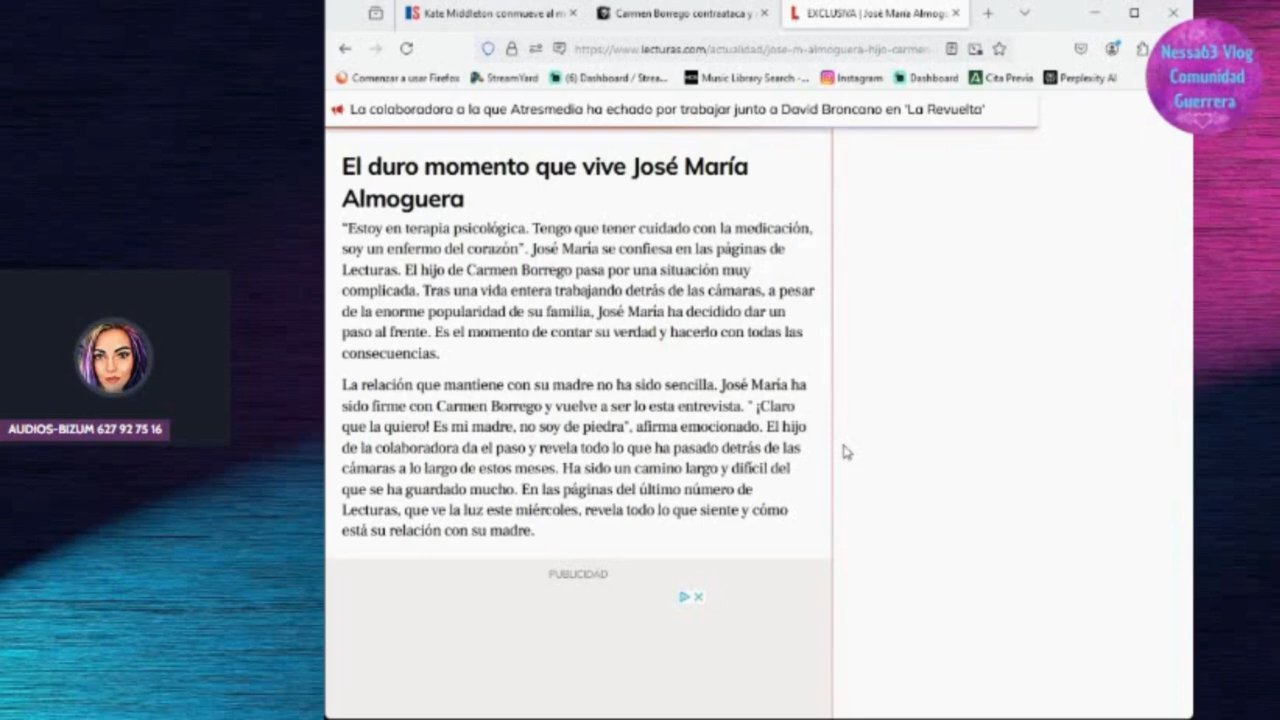 Kate Middleton conmueve al m
Carmen Borrego contraataca y
EXCLUSIVA | José María Almog
https://www.lecturas.com/actualidad/jose-m-almoguera-hijo-carmen
Comenzar a usar Firefox
StreamYard
(6) Dashboard / Strea...
Music Library Search -...
Instagram
Dashboard
Cita Previa
Perplexity AI
Nessa63 Vlog
Comunidad
Guerrera
La colaboradora a la que Atresmedia ha echado por trabajar junto a David Broncano en 'La Revuelta'
El duro momento que vive José María
Almoguera
"Estoy en terapia psicológica. Tengo que tener cuidado con la medicación,
soy un enfermo del corazón". José María se confiesa en las páginas de
Lecturas. El hijo de Carmen Borrego pasa por una situación muy
complicada. Tras una vida entera trabajando detrás de las cámaras, a pesar
de la enorme popularidad de su familia, José María ha decidido dar un
paso al frente. Es el momento de contar su verdad y hacerlo con todas las
consecuencias.
La relación que mantiene con su madre no ha sido sencilla. José María ha
sido firme con Carmen Borrego y vuelve a ser lo esta entrevista. " ¡Claro
que la quiero! Es mi madre, no soy de piedra", afirma emocionado. El hijo
de la colaboradora da el paso y revela todo lo que ha pasado detrás de las
cámaras a lo largo de estos meses. Ha sido un camino largo y difícil del
que se ha guardado mucho. En las páginas del último número de
Lecturas, que ve la luz este miércoles, revela todo lo que siente y cómo
está su relación con su madre.
PUBLICIDAD
AUDIOS-BIZUM 627 92 75 16